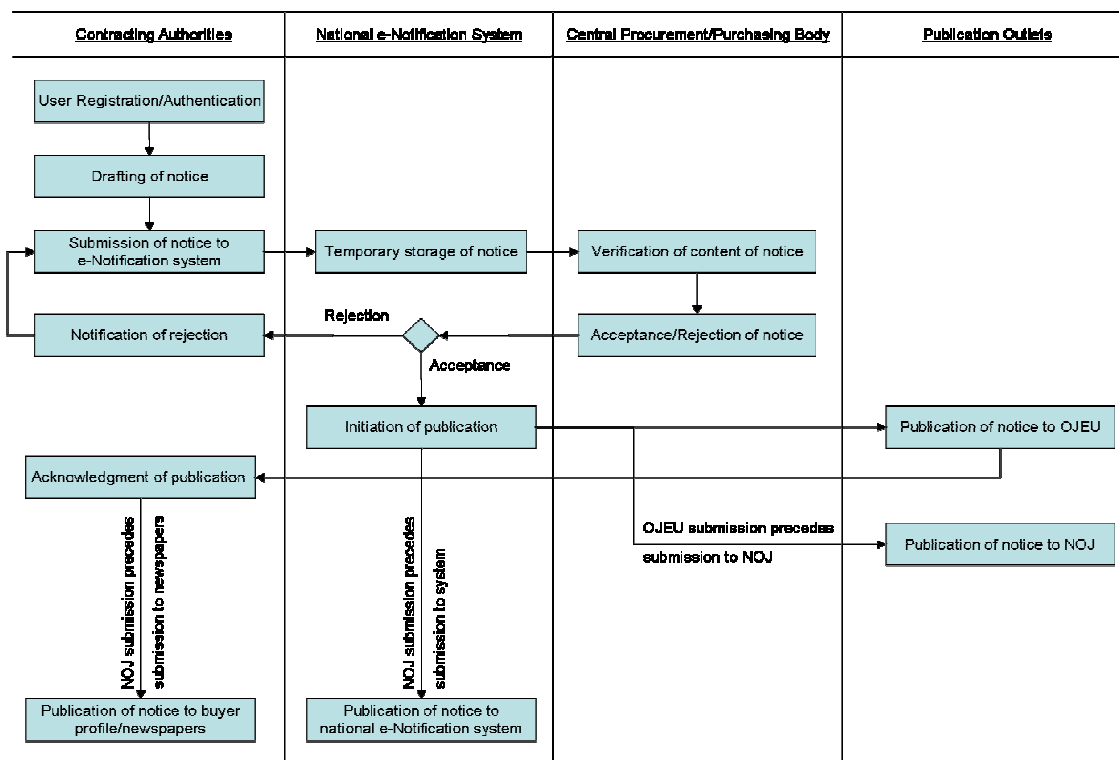 Contracting Authorities
National e-Notification System
Central Procurement/Purchasing Body
Publication Outlets
User Registration/Authentication
Drafting of notice
Submission of notice to
e-Notification system
Temporary storage of notice
Verification of content of notice
Notification of rejection
Rejection
Acceptance/Rejection of notice
Acceptance
Initiation of publication
Publication of notice to OJEU
Acknowledgment of publication
NOJ submission precedes
submission to newspapers
NOJ submission precedes
submission to system
OJEU submission precedes
submission to NOJ
Publication of notice to NOJ
Publication of notice to buyer
profile/newspapers
Publication of notice to
national e-Notification system